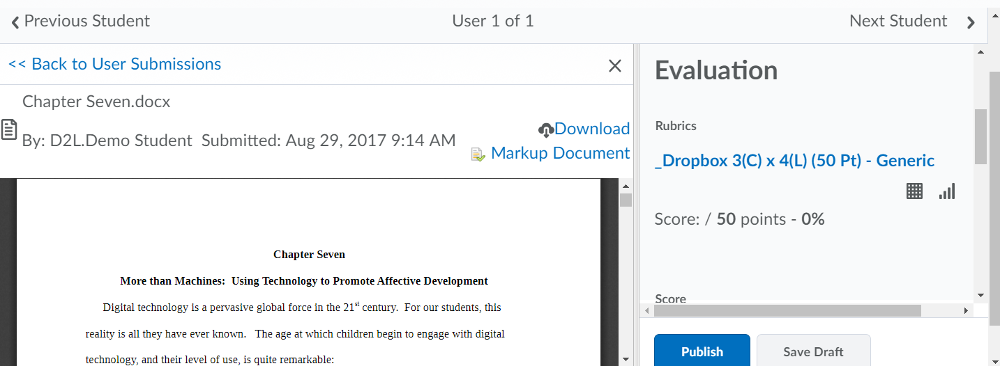 Previous Student User 1 of 1 Next Student
<< Back to User Submissions
Chapter Seven.docx
By: D2L.Demo Student Submitted: Aug 29, 2017 9:14 AM
Download
Markup Document
Chapter Seven
More than Machines: Using Technology to Promote Affective Development
Digital technology is a pervasive global force in the 21st century. For our students, this
reality is all they have ever known. The age at which children begin to engage with digital
technology, and their level of use, is quite remarkable:
Evaluation
Rubrics
_Dropbox 3(C) x 4(L) (50 Pt) - Generic
Score: / 50 points - 0%
Score
Publish Save Draft